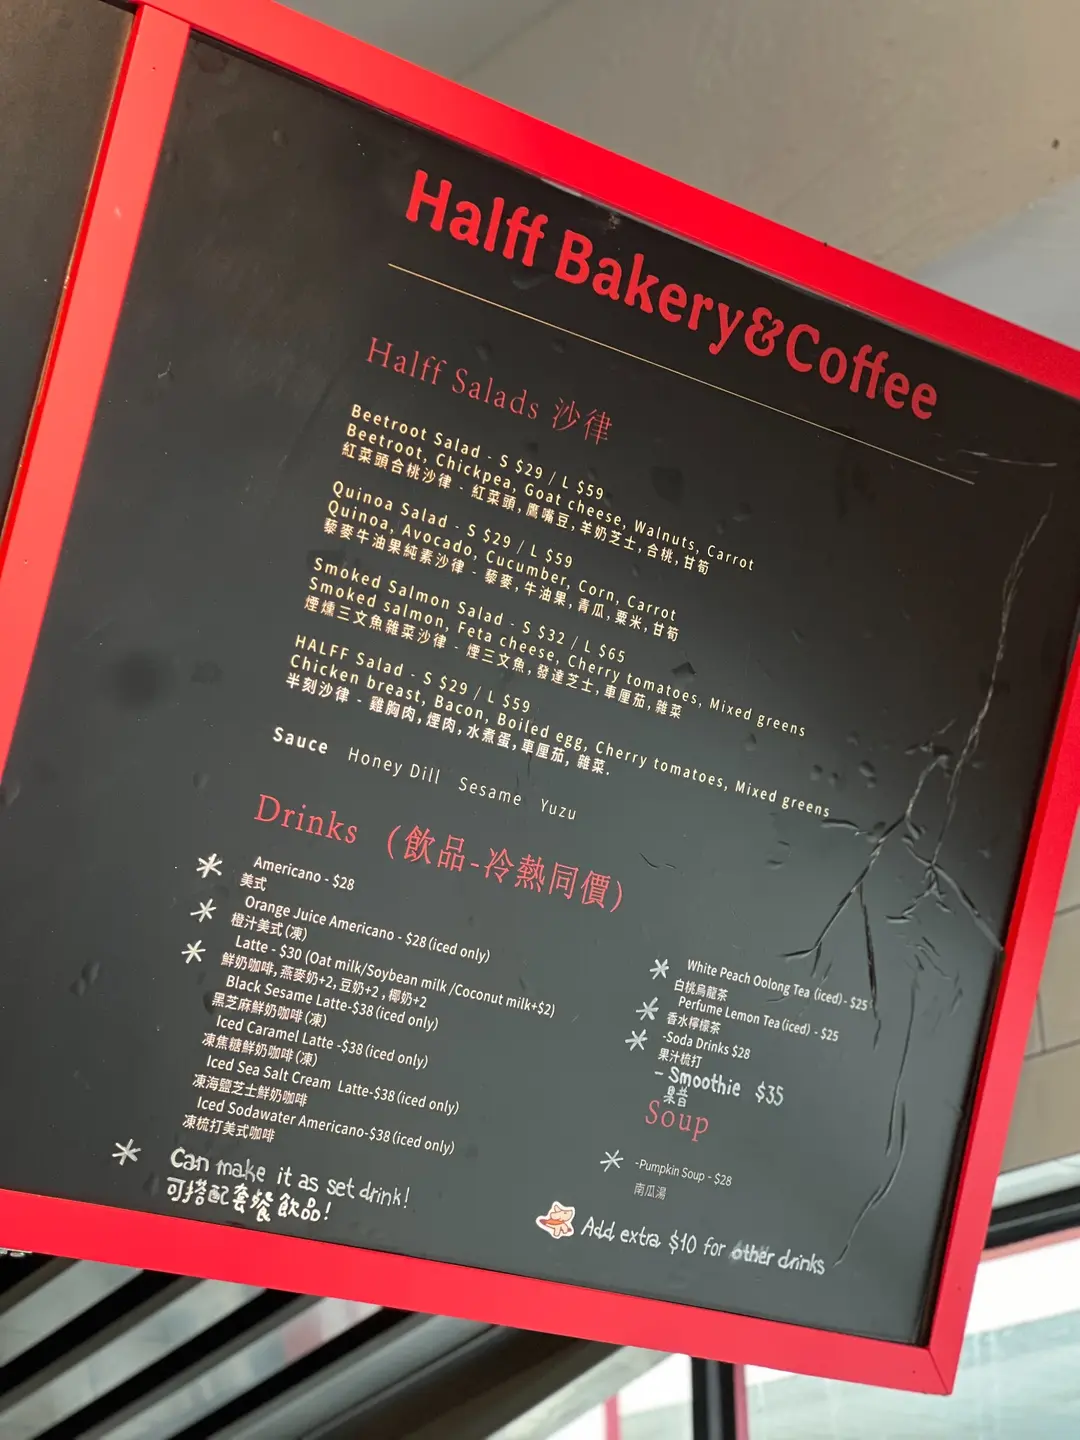 Halff Bakery&Coffee
Halff Salads 沙律
Beetroot Salad - S $29 / L $59
Beetroot, Chickpea, Goat cheese, Walnuts, Carrot
紅菜頭合桃沙律 - 紅菜頭,鷹嘴豆,羊奶芝士,合桃,甘筍
Quinoa Salad - S $29 / L $59
Quinoa, Avocado, Cucumber, Corn, Carrot
藜麥牛油果純素沙律 - 藜麥,牛油果,青瓜,粟米,甘筍
Smoked Salmon Salad - S $32 / L $65
Smoked salmon, Feta cheese, Cherry tomatoes, Mixed greens
煙燻三文魚雜菜沙律 - 煙三文魚,發達芝士,車厘茄,雜菜
HALFF Salad - S $29 / L $59
Chicken breast, Bacon, Boiled egg, Cherry tomatoes, Mixed greens
半刻沙律 - 雞胸肉,煙肉,水煮蛋,車厘茄,雜菜.
Sauce Honey Dill Sesame Yuzu
Drinks （飲品-冷熱同價）
* Americano - $28
美式
* Orange Juice Americano - $28(iced only)
橙汁美式(凍)
* Latte - $30 (Oat milk/Soybean milk /Coconut milk+$2)
鮮奶咖啡, 燕麥奶+2, 豆奶+2 , 椰奶+2
Black Sesame Latte-$38(iced only)
黑芝麻鮮奶咖啡(凍)
Iced Caramel Latte -$38(iced only)
凍焦糖鮮奶咖啡(凍)
Iced Sea Salt Cream Latte-$38(iced only)
凍海鹽芝士鮮奶咖啡
Iced Sodawater Americano-$38(iced only)
凍梳打美式咖啡
* Can make it as set drink!
可搭配套餐飲品!
* White Peach Oolong Tea (iced)- $25
白桃烏龍茶
* Perfume Lemon Tea(iced) - $25
香水檸檬茶
* -Soda Drinks $28
果汁梳打
- Smoothie $35
果昔
Soup
* -Pumpkin Soup - $28
南瓜湯
Add extra $10 for other drinks